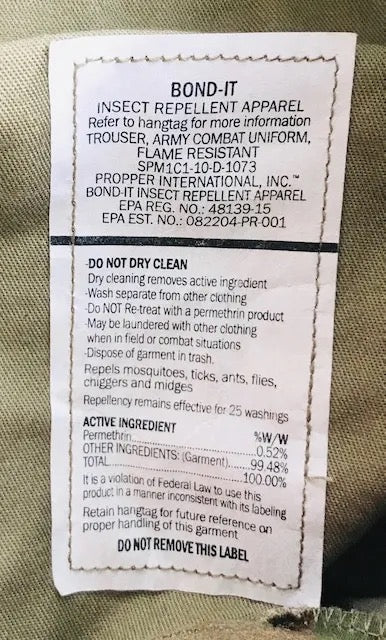 BOND-IT
INSECT REPELLENT APPAREL
Refer to hangtag for more information
TROUSER, ARMY COMBAT UNIFORM,
FLAME RESISTANT
SPM1C1-10-D-1073
PROPPER INTERNATIONAL, INC.™
BOND-IT INSECT REPELLENT APPAREL
EPA REG. NO.: 48139-15
EPA EST. NO.: 082204-PR-001
-DO NOT DRY CLEAN
Dry cleaning removes active ingredient
-Wash separate from other clothing
-Do NOT Re-treat with a permethrin product
-May be laundered with other clothing
when in field or combat situations
-Dispose of garment in trash.
Repels mosquitoes, ticks, ants, flies,
chiggers and midges
Repellency remains effective for 25 washings
ACTIVE INGREDIENT %W/W
Permethrin..............................0.52%
OTHER INGREDIENTS: (Garment)......99.48%
TOTAL...................................100.00%
It is a violation of Federal Law to use this
product in a manner inconsistent with its labeling
Retain hangtag for future reference on
proper handling of this garment
DO NOT REMOVE THIS LABEL